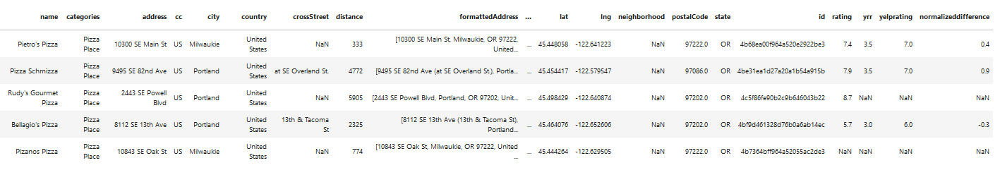 name categories address cc city country crossStreet distance formattedAddress ... lat lng neighborhood postalCode state id rating yrr yelprating normalizeddifference
Pietro's Pizza Pizza Place 10300 SE Main St US Milwaukie United States NaN 333 [10300 SE Main St, Milwaukie, OR 97222, United... ... 45.448058 -122.641223 NaN 97222.0 OR 4b68ea00f964a520e2922be3 7.4 3.5 7.0 0.4
Pizza Schmizza Pizza Place 9495 SE 82nd Ave US Portland United States at SE Overland St. 4772 [9495 SE 82nd Ave (at SE Overland St.), Portla... ... 45.454417 -122.579547 NaN 97086.0 OR 4be31ea1d27a20a1b54a915b 7.9 3.5 7.0 0.9
Rudy's Gourmet Pizza Pizza Place 2443 SE Powell Blvd US Portland United States NaN 5905 [2443 SE Powell Blvd, Portland, OR 97202, Unit... ... 45.498429 -122.640874 NaN 97202.0 OR 4c5f86fe90b2c9b646043b22 8.7 NaN NaN NaN
Bellagio's Pizza Pizza Place 8112 SE 13th Ave US Portland United States 13th & Tacoma St 2325 [8112 SE 13th Ave (13th & Tacoma St), Portland... ... 45.464076 -122.652606 NaN 97202.0 OR 4bf9d461328d76b0a6ab14ec 5.7 3.0 6.0 -0.3
Pizanos Pizza Pizza Place 10843 SE Oak St US Milwaukie United States NaN 774 [10843 SE Oak St, Milwaukie, OR 97222, United ... ... 45.444264 -122.629505 NaN 97222.0 OR 4b7364bff964a52055ac2de3 NaN NaN NaN NaN